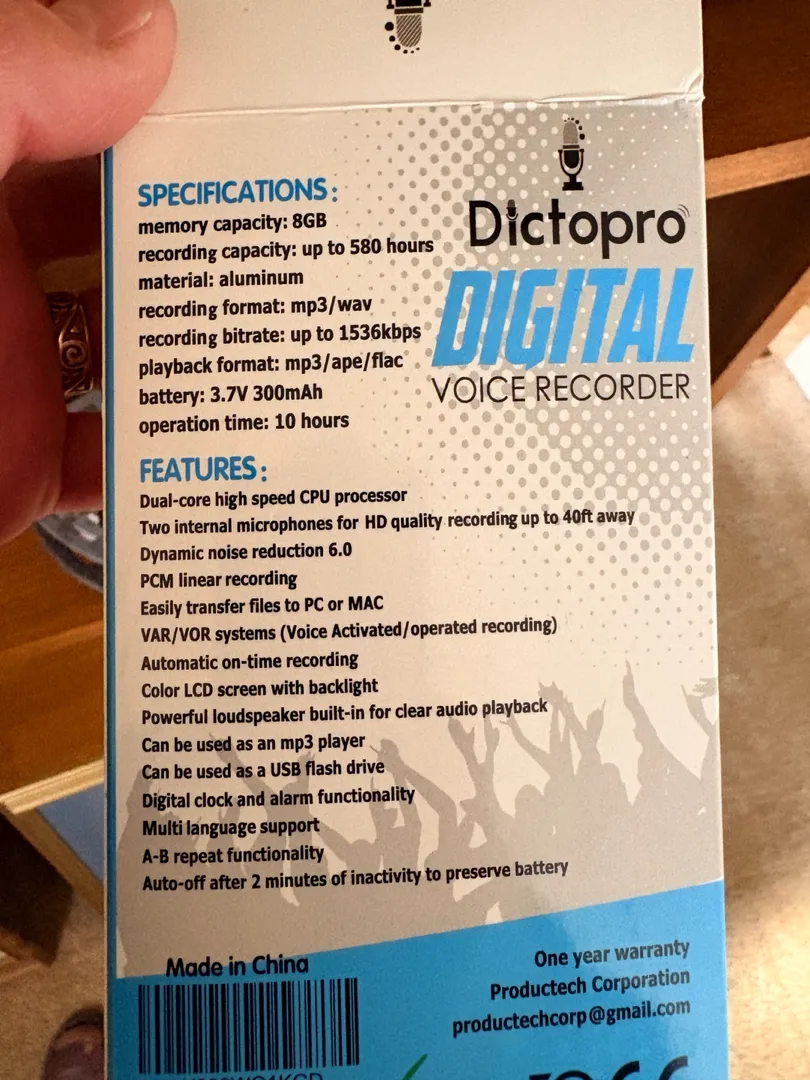 SPECIFICATIONS:
memory capacity: 8GB
recording capacity: up to 580 hours
material: aluminum
recording format: mp3/wav
recording bitrate: up to 1536kbps
playback format: mp3/ape/flac
battery: 3.7V 300mAh
operation time: 10 hours
Dictopro
DIGITAL
VOICE RECORDER
FEATURES:
Dual-core high speed CPU processor
Two internal microphones for HD quality recording up to 40ft away
Dynamic noise reduction 6.0
PCM linear recording
Easily transfer files to PC or MAC
VAR/VOR systems (Voice Activated/operated recording)
Automatic on-time recording
Color LCD screen with backlight
Powerful loudspeaker built-in for clear audio playback
Can be used as an mp3 player
Can be used as a USB flash drive
Digital clock and alarm functionality
Multi language support
A-B repeat functionality
Auto-off after 2 minutes of inactivity to preserve battery
Made in China
One year warranty
Productech Corporation
productechcorp@gmail.com